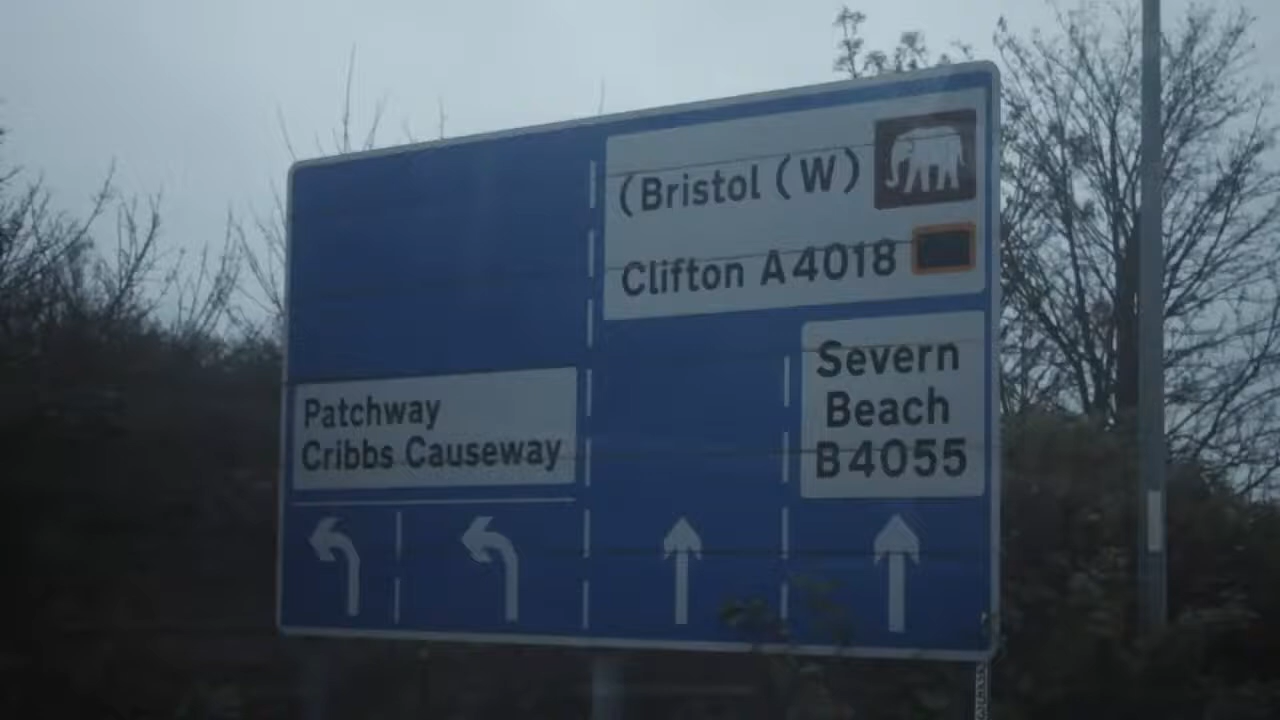 (Bristol (W)
Clifton A4018
Severn
Beach
B4055
Patchway
Cribbs Causeway